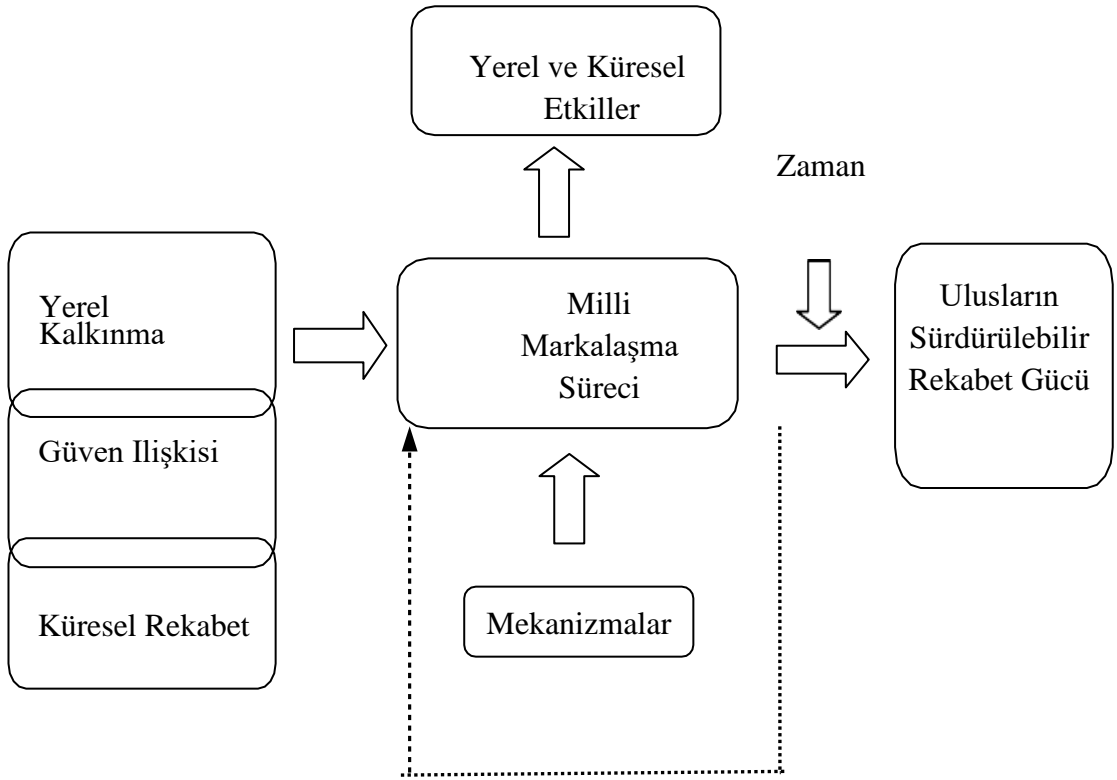 Yerel ve Küresel
Etkiller
Zaman
Yerel
Kalkınma
Güven Ilişkisi
Küresel Rekabet
Milli
Markalaşma
Süreci
Mekanizmalar
Ulusların
Sürdürülebilir
Rekabet Gücü